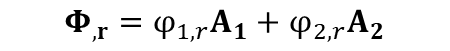 𝚽,𝐫 = φ₁,ᵣ𝐀₁ + φ₂,ᵣ𝐀₂